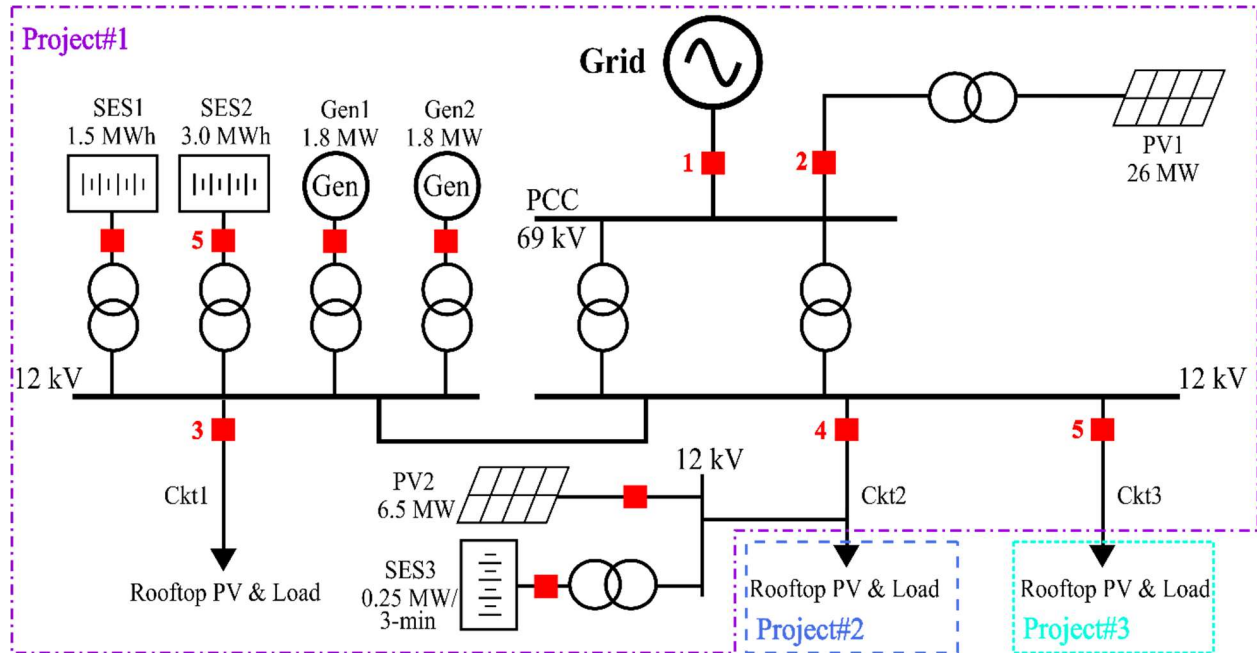 Project#1
SES1
1.5 MWh
SES2
3.0 MWh
Gen1
1.8 MW
Gen2
1.8 MW
Gen
Gen
Grid
PV1
26 MW
1
2
PCC
69 kV
5
12 kV
12 kV
3
4
5
Ckt1
Ckt2
Ckt3
12 kV
PV2
6.5 MW
SES3
0.25 MW/
3-min
Rooftop PV & Load
Rooftop PV & Load
Rooftop PV & Load
Project#2
Project#3